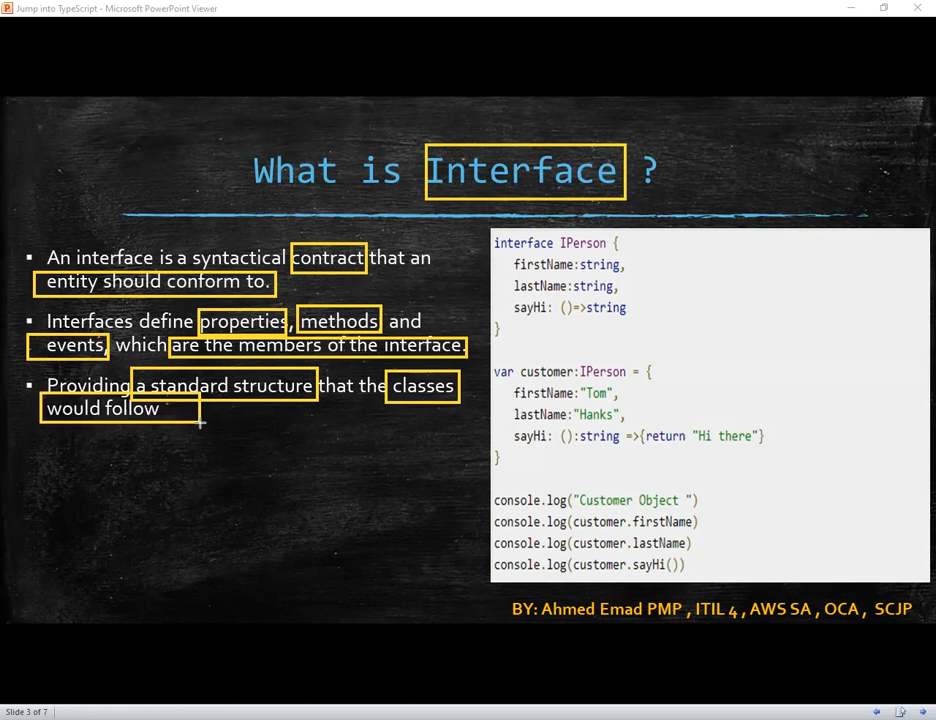 Jump into TypeScript - Microsoft PowerPoint Viewer
What is Interface ?
▪ An interface is a syntactical contract that an
entity should conform to.
▪ Interfaces define properties, methods and
events, which are the members of the interface.
▪ Providing a standard structure that the classes
would follow
interface IPerson {
firstName:string,
lastName:string,
sayHi: ()=>string
}
var customer:IPerson = {
firstName:"Tom",
lastName:"Hanks",
sayHi: ():string =>{return "Hi there"}
}
console.log("Customer Object ")
console.log(customer.firstName)
console.log(customer.lastName)
console.log(customer.sayHi())
BY: Ahmed Emad PMP , ITIL 4 , AWS SA , OCA , SCJP
Slide 3 of 7